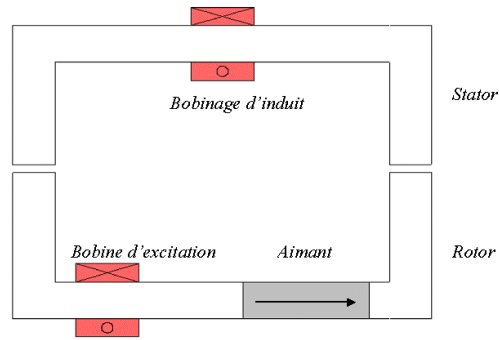 Bobinage d'induit
Stator
Bobine d'excitation
Aimant
Rotor